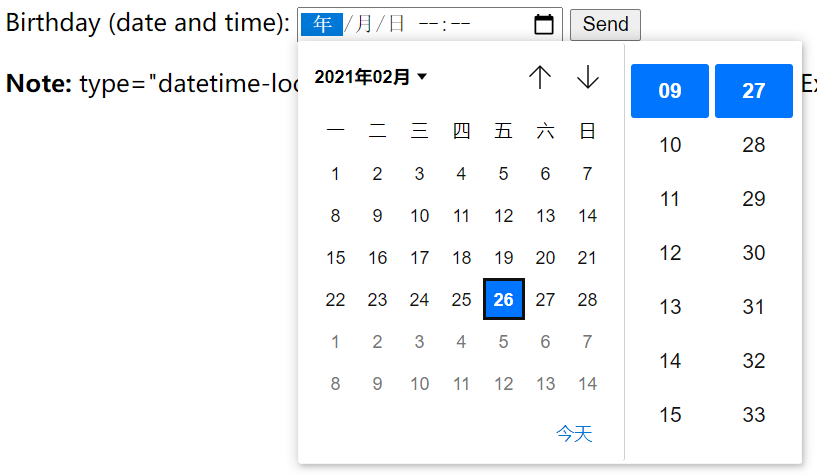 Birthday (date and time): 年/月/日 --:-- Send
Note: type="datetime-loc
2021年02月
一 二 三 四 五 六 日
1 2 3 4 5 6 7
8 9 10 11 12 13 14
15 16 17 18 19 20 21
22 23 24 25 26 27 28
1 2 3 4 5 6 7
8 9 10 11 12 13 14
今天
09 27
10 28
11 29
12 30
13 31
14 32
15 33